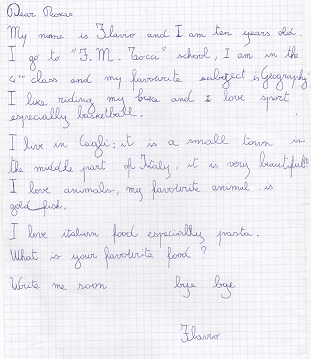 Dear Roxas
My name is Flavio and I am ten years old.
I go to "F. M. Tocci" school, I am in the
4th class and my favourite subject is Geography.
I like riding my bike and I love sport
especially basketball.
I live in Cagli: it is a small town in
the middle part of Italy. it is very beautiful!!!
I love animals, my favourite animal is
gold fish.
I love italian food especially pasta.
What is your favourite food ?
Write me soon bye bye
Flavio